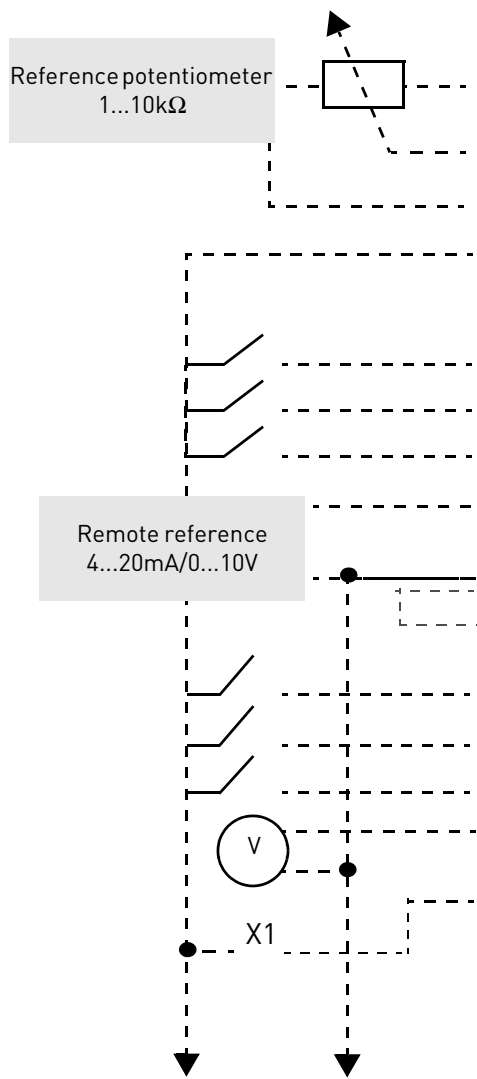 Reference potentiometer
1...10kΩ
Remote reference
4...20mA/0...10V
V
X1